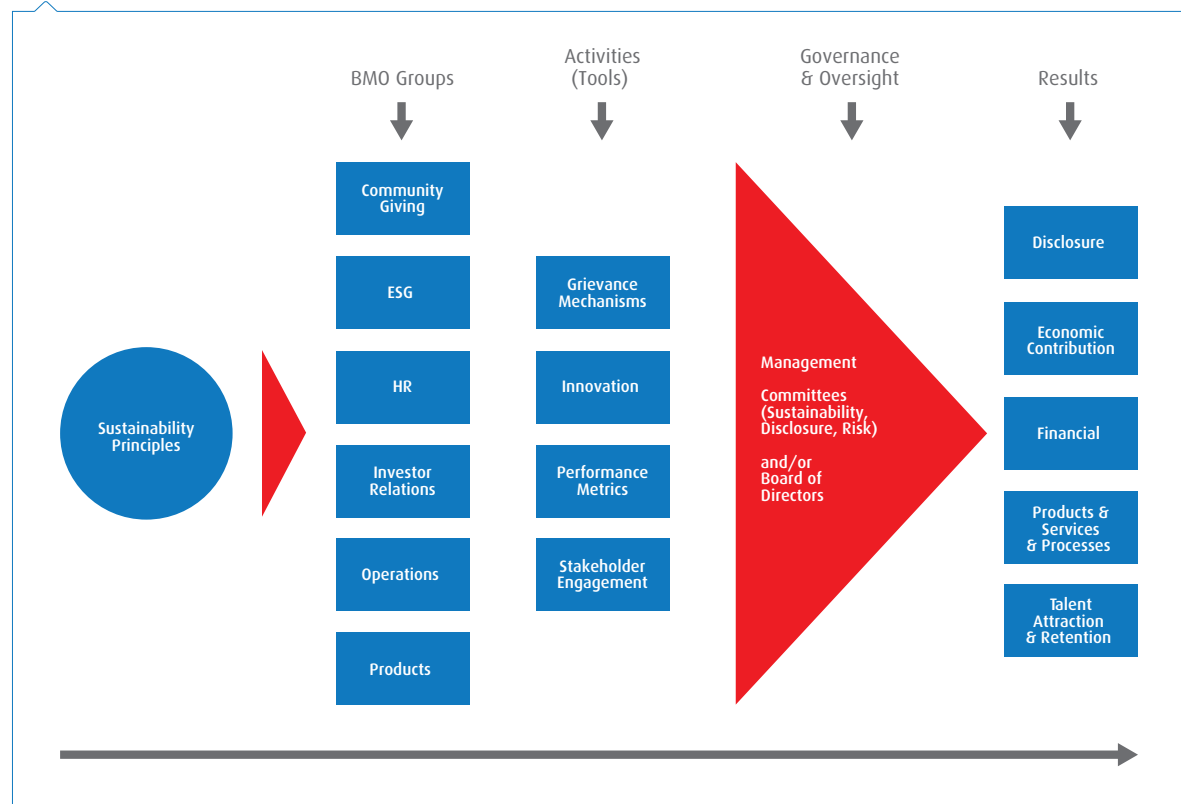 BMO Groups
Activities
(Tools)
Governance
& Oversight
Results
Sustainability
Principles
Community
Giving
ESG
HR
Investor
Relations
Operations
Products
Grievance
Mechanisms
Innovation
Performance
Metrics
Stakeholder
Engagement
Management
Committees
(Sustainability,
Disclosure, Risk)
and/or
Board of
Directors
Disclosure
Economic
Contribution
Financial
Products &
Services
& Processes
Talent
Attraction
& Retention